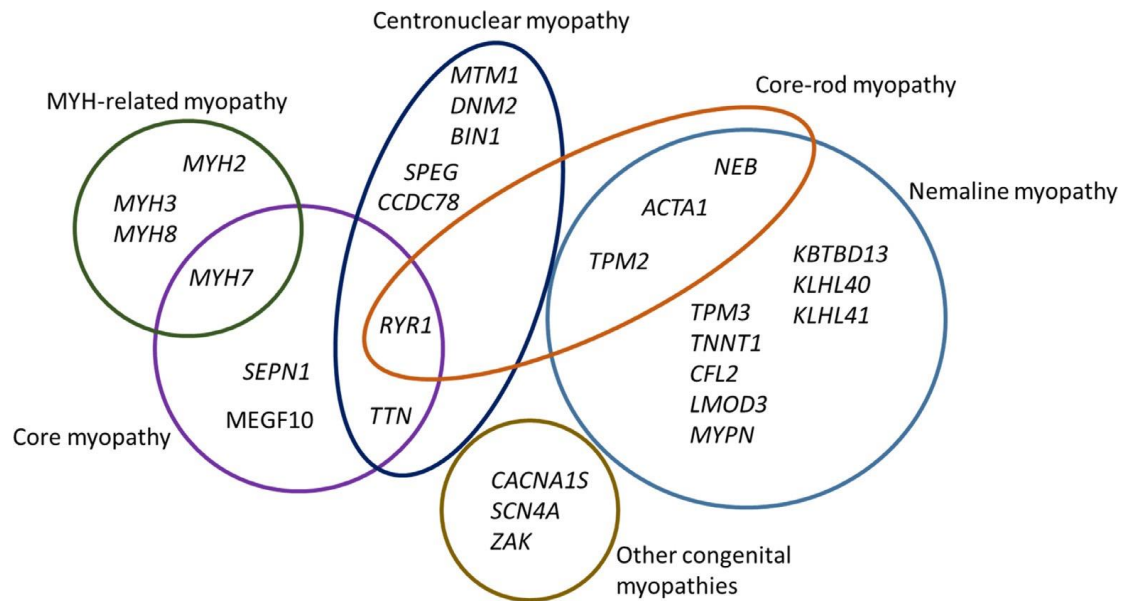 Centronuclear myopathy
MTM1
DNM2
BIN1
SPEG
CCDC78
MYH-related myopathy
MYH2
MYH3
MYH8
MYH7
Core-rod myopathy
NEB
ACTA1
TPM2
Nemaline myopathy
KBTBD13
KLHL40
KLHL41
TPM3
TNNT1
CFL2
LMOD3
MYPN
RYR1
SEPN1
MEGF10
TTN
Core myopathy
CACNA1S
SCN4A
ZAK
Other congenital
myopathies